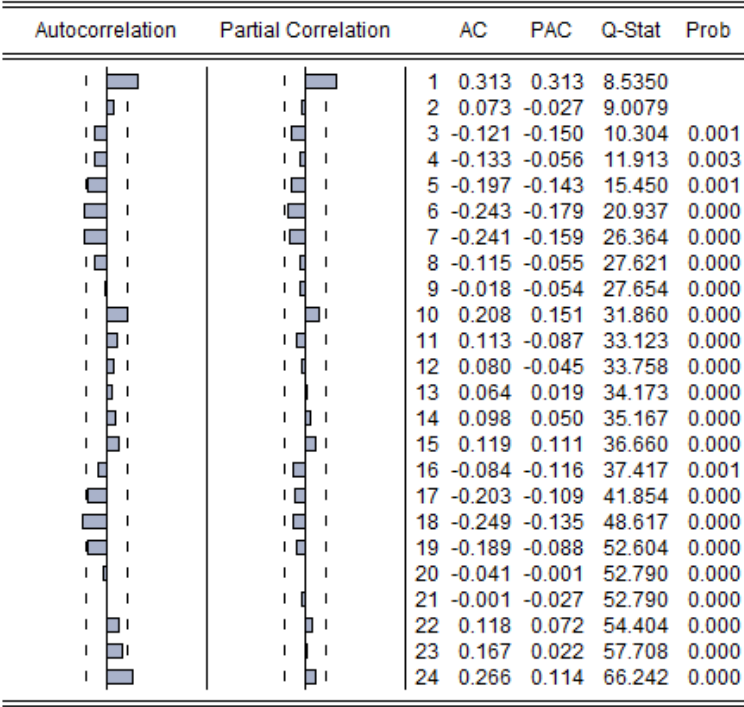 Autocorrelation Partial Correlation AC PAC Q-Stat Prob
1 0.313 0.313 8.5350
2 0.073 -0.027 9.0079
3 -0.121 -0.150 10.304 0.001
4 -0.133 -0.056 11.913 0.003
5 -0.197 -0.143 15.450 0.001
6 -0.243 -0.179 20.937 0.000
7 -0.241 -0.159 26.364 0.000
8 -0.115 -0.055 27.621 0.000
9 -0.018 -0.054 27.654 0.000
10 0.208 0.151 31.860 0.000
11 0.113 -0.087 33.123 0.000
12 0.080 -0.045 33.758 0.000
13 0.064 0.019 34.173 0.000
14 0.098 0.050 35.167 0.000
15 0.119 0.111 36.660 0.000
16 -0.084 -0.116 37.417 0.001
17 -0.203 -0.109 41.854 0.000
18 -0.249 -0.135 48.617 0.000
19 -0.189 -0.088 52.604 0.000
20 -0.041 -0.001 52.790 0.000
21 -0.001 -0.027 52.790 0.000
22 0.118 0.072 54.404 0.000
23 0.167 0.022 57.708 0.000
24 0.266 0.114 66.242 0.000